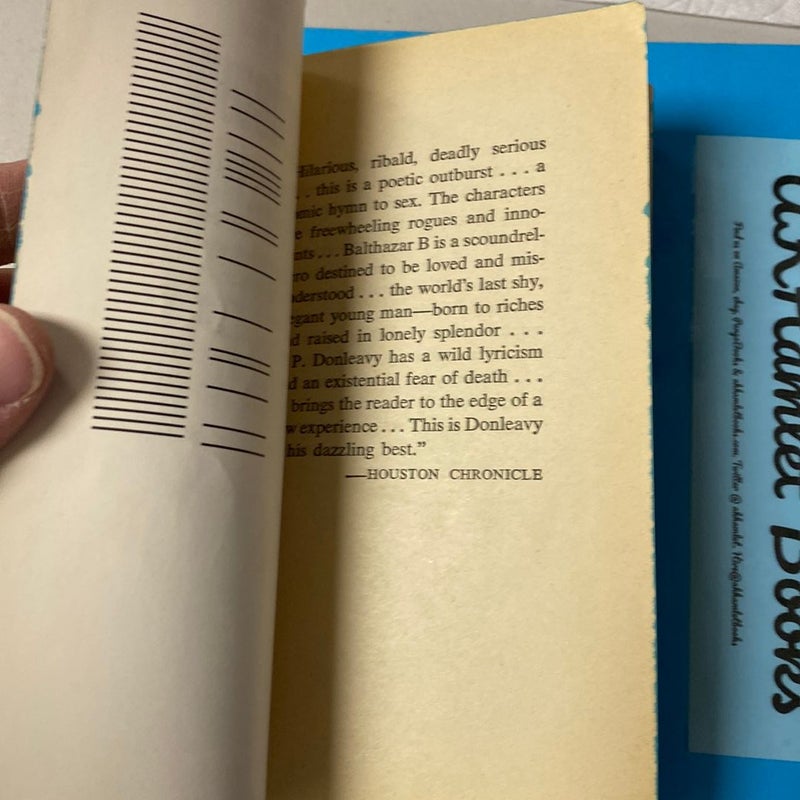 Hilarious, ribald, deadly serious
. . this is a poetic outburst . . . a
hymn to sex. The characters
freewheeling rogues and inno-
nts . . . Balthazar B is a scoundrel-
ro destined to be loved and mis-
derstood . . . the world's last shy,
gant young man—born to riches
d raised in lonely splendor . . .
P. Donleavy has a wild lyricism
d an existential fear of death . . .
brings the reader to the edge of a
w experience . . . This is Donleavy
his dazzling best.”
—HOUSTON CHRONICLE
Books